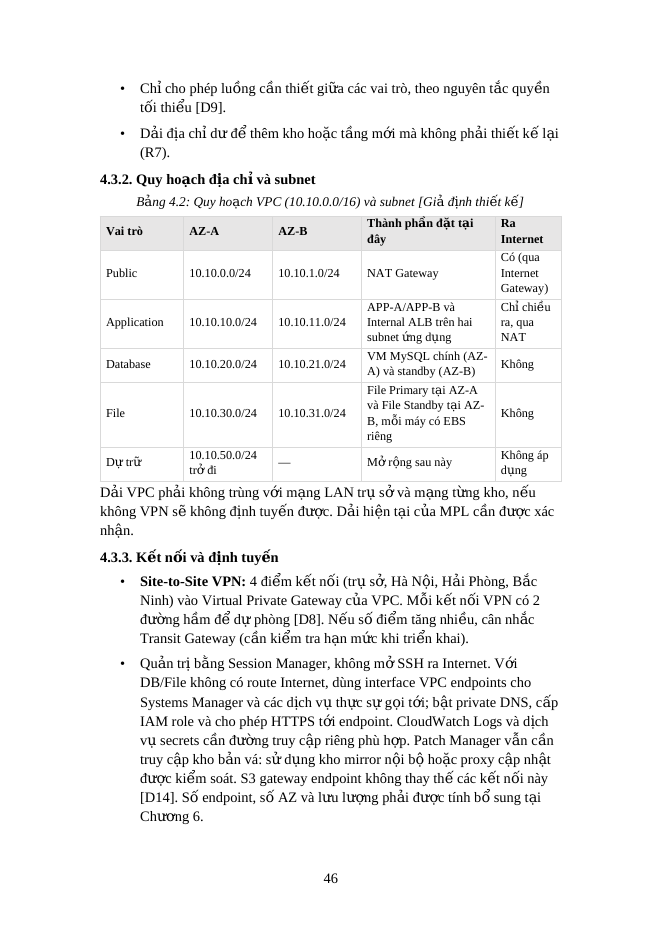 • Chỉ cho phép luồng cần thiết giữa các vai trò, theo nguyên tắc quyền
tối thiểu [D9].
• Dải địa chỉ dư để thêm kho hoặc tầng mới mà không phải thiết kế lại
(R7).
4.3.2. Quy hoạch địa chỉ và subnet
Bảng 4.2: Quy hoạch VPC (10.10.0.0/16) và subnet [Giả định thiết kế]
Vai trò | AZ-A | AZ-B | Thành phần đặt tại đây | Ra Internet
Public | 10.10.0.0/24 | 10.10.1.0/24 | NAT Gateway | Có (qua Internet Gateway)
Application | 10.10.10.0/24 | 10.10.11.0/24 | APP-A/APP-B và Internal ALB trên hai subnet ứng dụng | Chỉ chiều ra, qua NAT
Database | 10.10.20.0/24 | 10.10.21.0/24 | VM MySQL chính (AZ-A) và standby (AZ-B) | Không
File | 10.10.30.0/24 | 10.10.31.0/24 | File Primary tại AZ-A và File Standby tại AZ-B, mỗi máy có EBS riêng | Không
Dự trữ | 10.10.50.0/24 trở đi | — | Mở rộng sau này | Không áp dụng
Dải VPC phải không trùng với mạng LAN trụ sở và mạng từng kho, nếu
không VPN sẽ không định tuyến được. Dải hiện tại của MPL cần được xác
nhận.
4.3.3. Kết nối và định tuyến
• Site-to-Site VPN: 4 điểm kết nối (trụ sở, Hà Nội, Hải Phòng, Bắc
Ninh) vào Virtual Private Gateway của VPC. Mỗi kết nối VPN có 2
đường hầm để dự phòng [D8]. Nếu số điểm tăng nhiều, cân nhắc
Transit Gateway (cần kiểm tra hạn mức khi triển khai).
• Quản trị bằng Session Manager, không mở SSH ra Internet. Với
DB/File không có route Internet, dùng interface VPC endpoints cho
Systems Manager và các dịch vụ thực sự gọi tới; bật private DNS, cấp
IAM role và cho phép HTTPS tới endpoint. CloudWatch Logs và dịch
vụ secrets cần đường truy cập riêng phù hợp. Patch Manager vẫn cần
truy cập kho bản vá: sử dụng kho mirror nội bộ hoặc proxy cập nhật
được kiểm soát. S3 gateway endpoint không thay thế các kết nối này
[D14]. Số endpoint, số AZ và lưu lượng phải được tính bổ sung tại
Chương 6.
46